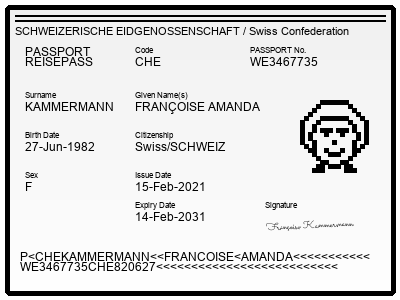 SCHWEIZERISCHE EIDGENOSSENSCHAFT / Swiss Confederation
PASSPORT
REISEPASS
Code
CHE
PASSPORT No.
WE3467735
Surname
KAMMERMANN
Given Name(s)
FRANÇOISE AMANDA
Birth Date
27-Jun-1982
Citizenship
Swiss/SCHWEIZ
Sex
F
Issue Date
15-Feb-2021
Expiry Date
14-Feb-2031
Signature
Françoise Kammermann
P<CHEKAMMERMANN<<FRANCOISE<AMANDA<<<<<<<<<<<
WE3467735CHE820627<<<<<<<<<<<<<<<<<<<<<<<<<<